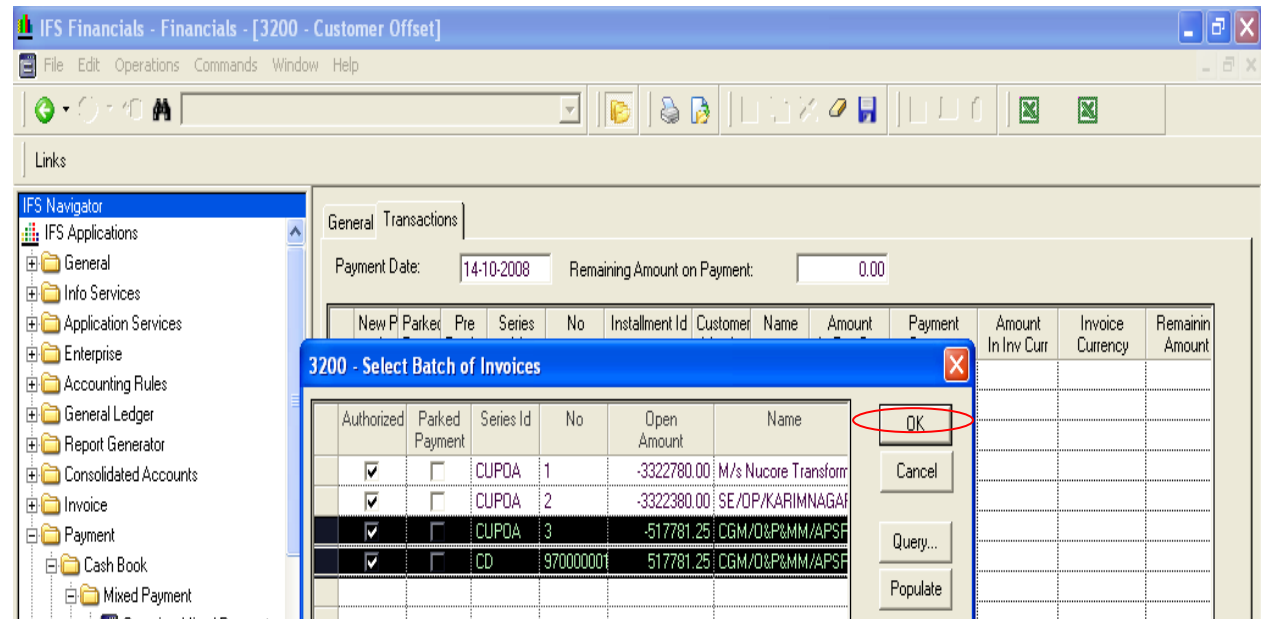 IFS Financials - Financials - [3200 - Customer Offset]
File Edit Operations Commands Window Help
Links
IFS Navigator
IFS Applications
General
Info Services
Application Services
Enterprise
Accounting Rules
General Ledger
Report Generator
Consolidated Accounts
Invoice
Payment
Cash Book
Mixed Payment
General Transactions
Payment Date: 14-10-2008 Remaining Amount on Payment: 0.00
New P Parked Pre Series No Installment Id Customer Name Amount Payment Amount Invoice Remainin
In Inv Curr Currency Amount
3200 - Select Batch of Invoices
Authorized Parked Series Id No Open Name
Payment Amount
CUPOA 1 -3322780.00 M/s Nucore Transform
CUPOA 2 -3322380.00 SE/OP/KARIMNAGAR
CUPOA 3 -517781.25 CGM/O&P&MM/APSP
CD 970000001 517781.25 CGM/O&P&MM/APSP
OK
Cancel
Query...
Populate